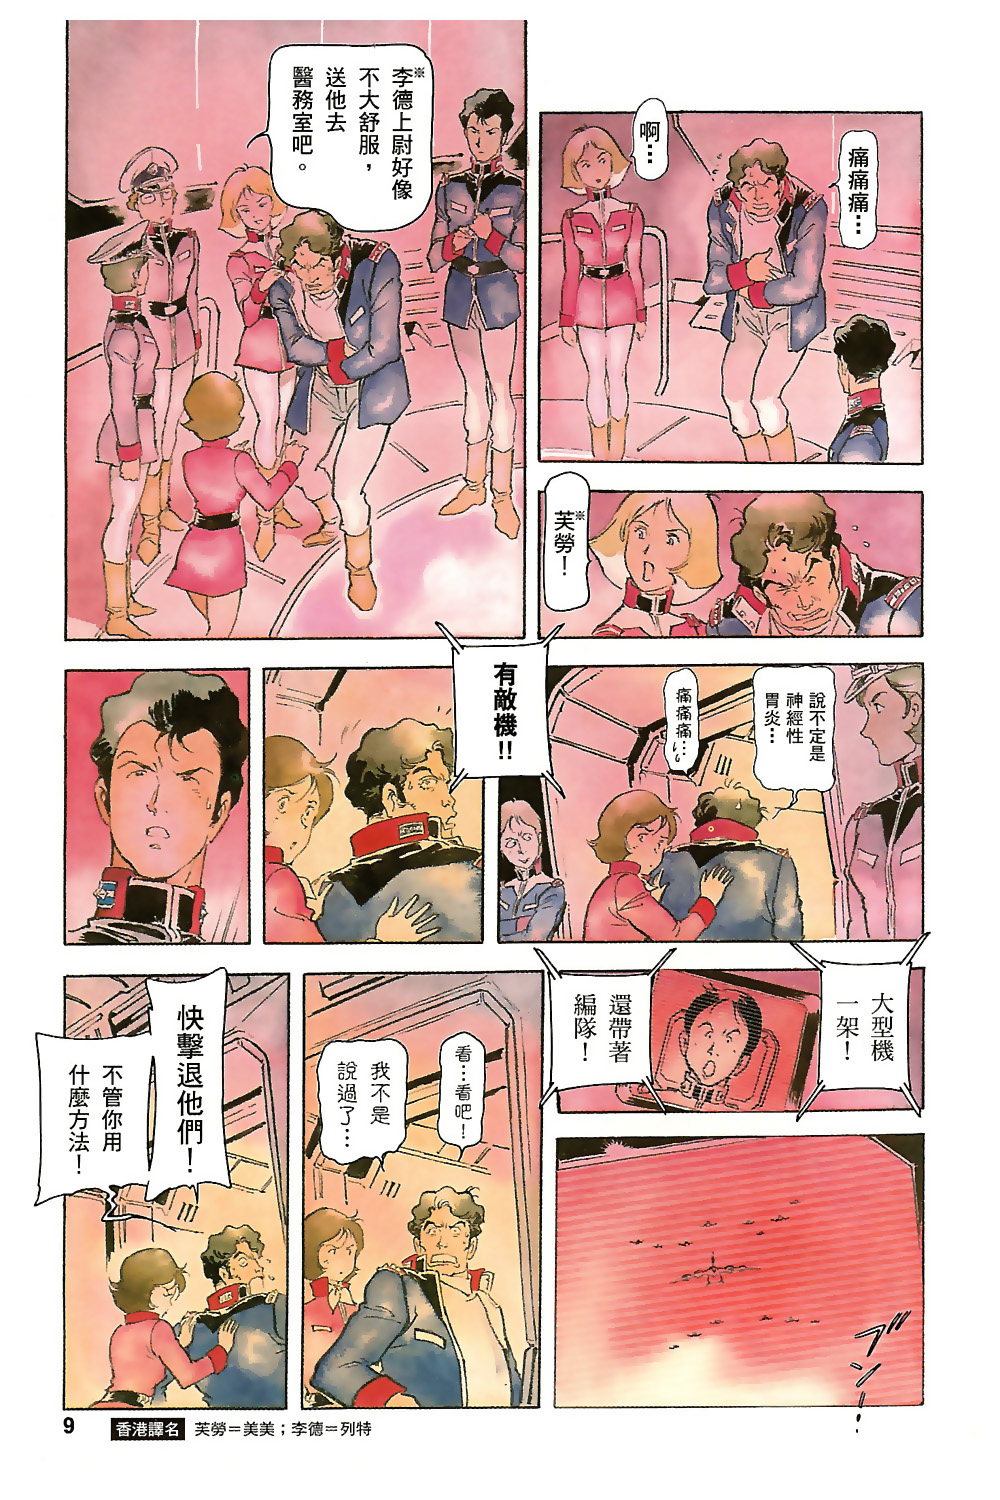 痛痛痛…
啊…
芙勞！
※
※李德上尉好像
不大舒服，
送他去
醫務室吧。
說不定是
神經性
胃炎…
痛痛痛…
有敵機!!
大型機
一架！
還帶著
編隊！
ブン…!
看…看吧！
我不是
說過了…
快擊退他們！
不管你用
什麼方法！
9
香港譯名 芙勞＝美美；李德＝列特